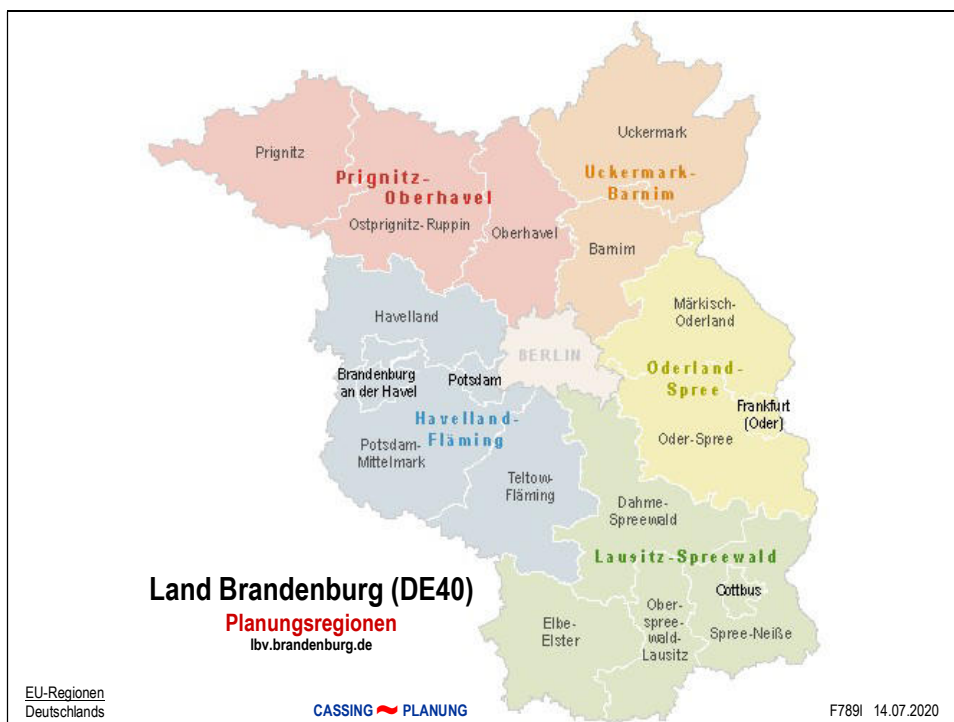 Uckermark
Prignitz
Uckermark-
Barnim
Prignitz-
Oberhavel
Ostprignitz-Ruppin
Oberhavel
Barnim
Märkisch-
Oderland
Havelland
BERLIN
Oderland-
Spree
Brandenburg
an der Havel
Potsdam
Frankfurt
(Oder)
Havelland-
Fläming
Oder-Spree
Potsdam-
Mittelmark
Teltow-
Fläming
Dahme-
Spreewald
Lausitz-Spreewald
Cottbus
Elbe-
Elster
Ober-
spree-
wald-
Lausitz
Spree-Neiße
Land Brandenburg (DE40)
Planungsregionen
lbv.brandenburg.de
EU-Regionen
Deutschlands
CASSING ~ PLANUNG
F789I 14.07.2020